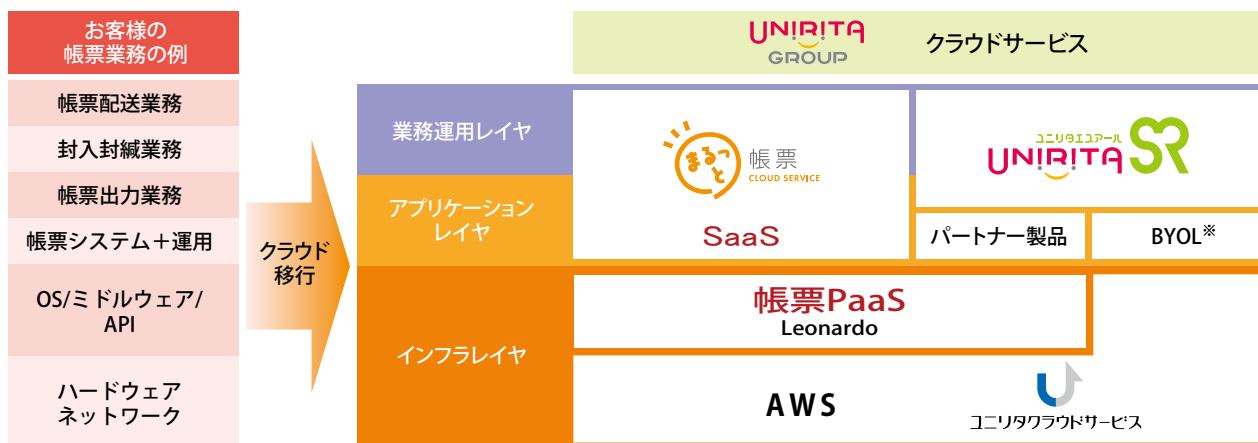 お客様の
帳票業務の例
帳票配送業務
封入封緘業務
帳票出力業務
帳票システム＋運用
OS/ミドルウェア/
API
ハードウェア
ネットワーク
クラウド
移行
UNIRITA
GROUP
クラウドサービス
業務運用レイヤ
アプリケーション
レイヤ
インフラレイヤ
まるっと
帳票
CLOUD SERVICE
SaaS
ユニリタエスアール
UNIRITA SR
パートナー製品
BYOL※
帳票PaaS
Leonardo
AWS
ユニリタクラウドサービス